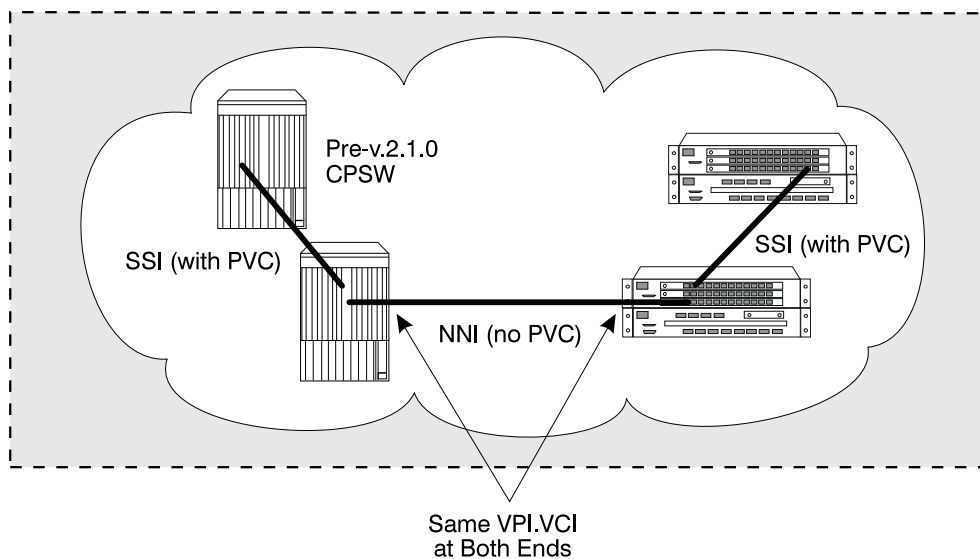 Pre-v.2.1.0
CPSW
SSI (with PVC)
SSI (with PVC)
NNI (no PVC)
Same VPI.VCI
at Both Ends